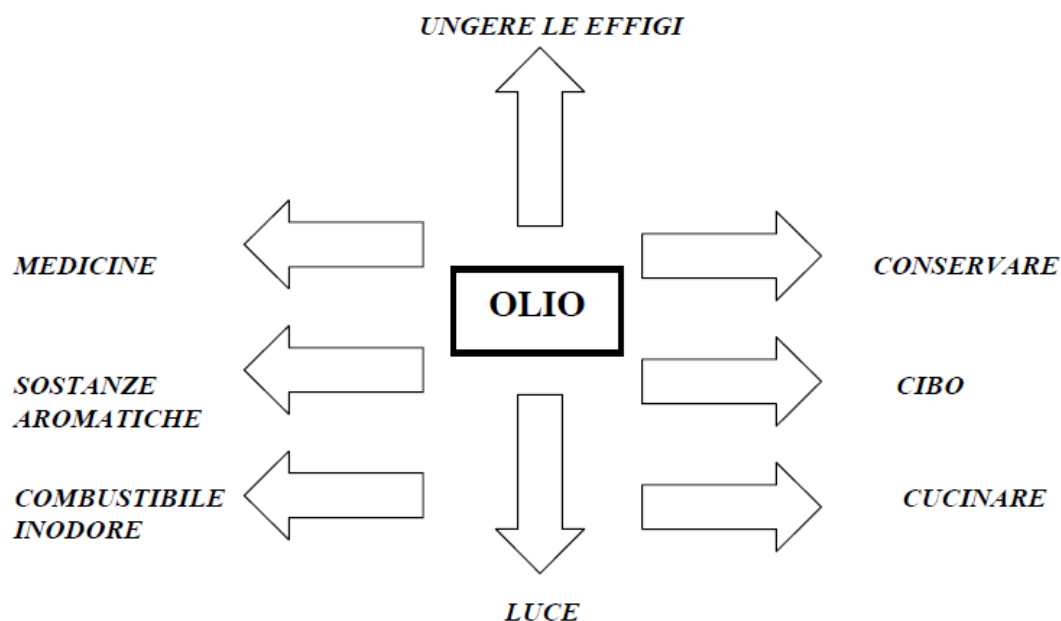 UNGERE LE EFFIGI
MEDICINE
CONSERVARE
OLIO
SOSTANZE
AROMATICHE
CIBO
COMBUSTIBILE
INODORE
CUCINARE
LUCE